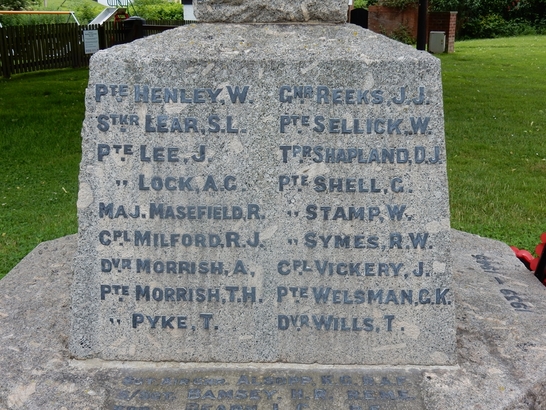 PTE HENLEY, W.
STKR LEAR, S.L.
PTE LEE, J.
" LOCK, A.G.
MAJ. MASEFIELD, R.
CPL MILFORD, R.J.
DVR MORRISH, A.
PTE MORRISH, T.H.
" PYKE, T.
GNR REEKS, J.J.
PTE SELLICK, W.
TPR SHAPLAND, D.J.
PTE SHELL, G.
" STAMP, W.
" SYMES, R.W.
CPL VICKERY, J.
PTE WELSMAN, G.K.
DVR WILLS, T.